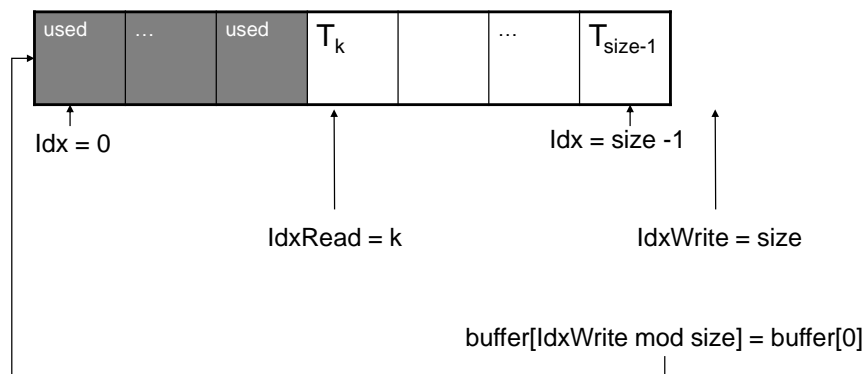 used … used T_k … T_size-1
Idx = 0
Idx = size -1
IdxRead = k
IdxWrite = size
buffer[IdxWrite mod size] = buffer[0]